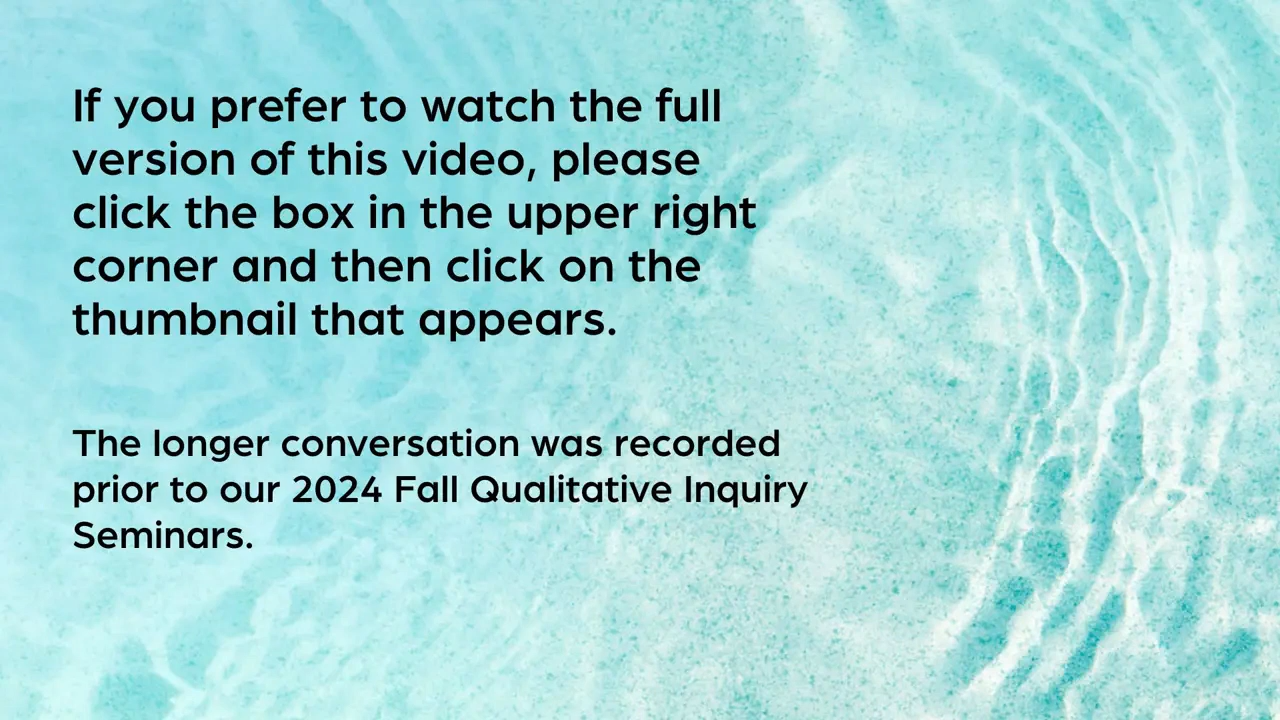 If you prefer to watch the full
version of this video, please
click the box in the upper right
corner and then click on the
thumbnail that appears.
The longer conversation was recorded
prior to our 2024 Fall Qualitative Inquiry
Seminars.